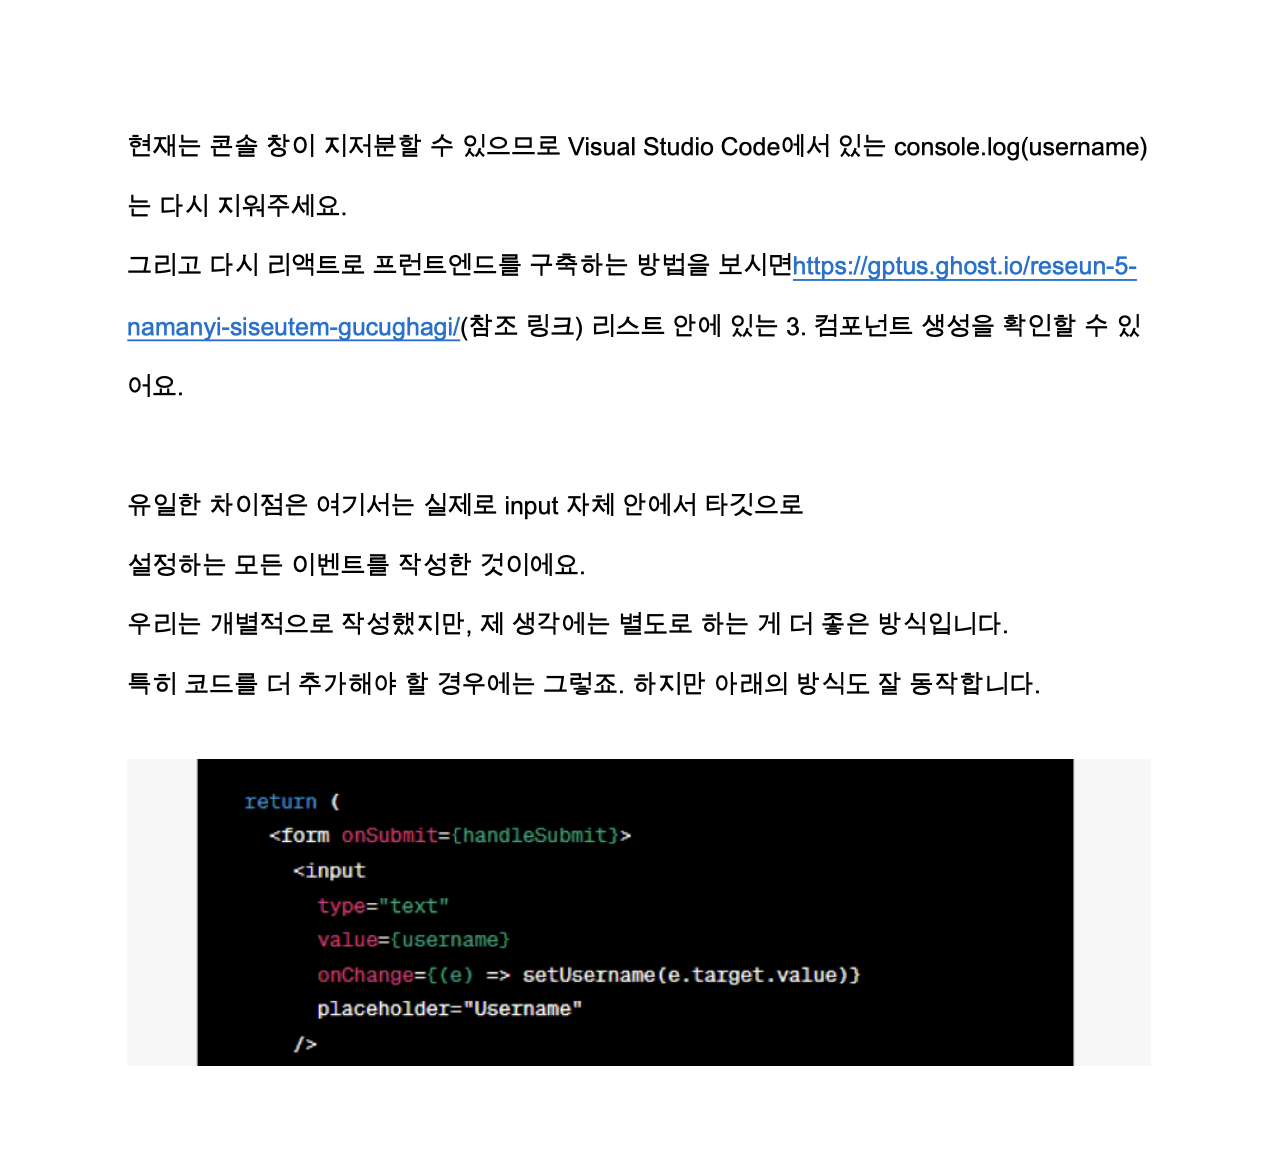 현재는 콘솔 창이 지저분할 수 있으므로 Visual Studio Code에서 있는 console.log(username)
는 다시 지워주세요.
그리고 다시 리액트로 프런트엔드를 구축하는 방법을 보시면https://gptus.ghost.io/reseun-5-
namanyi-siseutem-gucughagi/(참조 링크) 리스트 안에 있는 3. 컴포넌트 생성을 확인할 수 있
어요.
유일한 차이점은 여기서는 실제로 input 자체 안에서 타깃으로
설정하는 모든 이벤트를 작성한 것이에요.
우리는 개별적으로 작성했지만, 제 생각에는 별도로 하는 게 더 좋은 방식입니다.
특히 코드를 더 추가해야 할 경우에는 그렇죠. 하지만 아래의 방식도 잘 동작합니다.
return (
<form onSubmit={handleSubmit}>
<input
type="text"
value={username}
onChange={(e) => setUsername(e.target.value)}
placeholder="Username"
/>